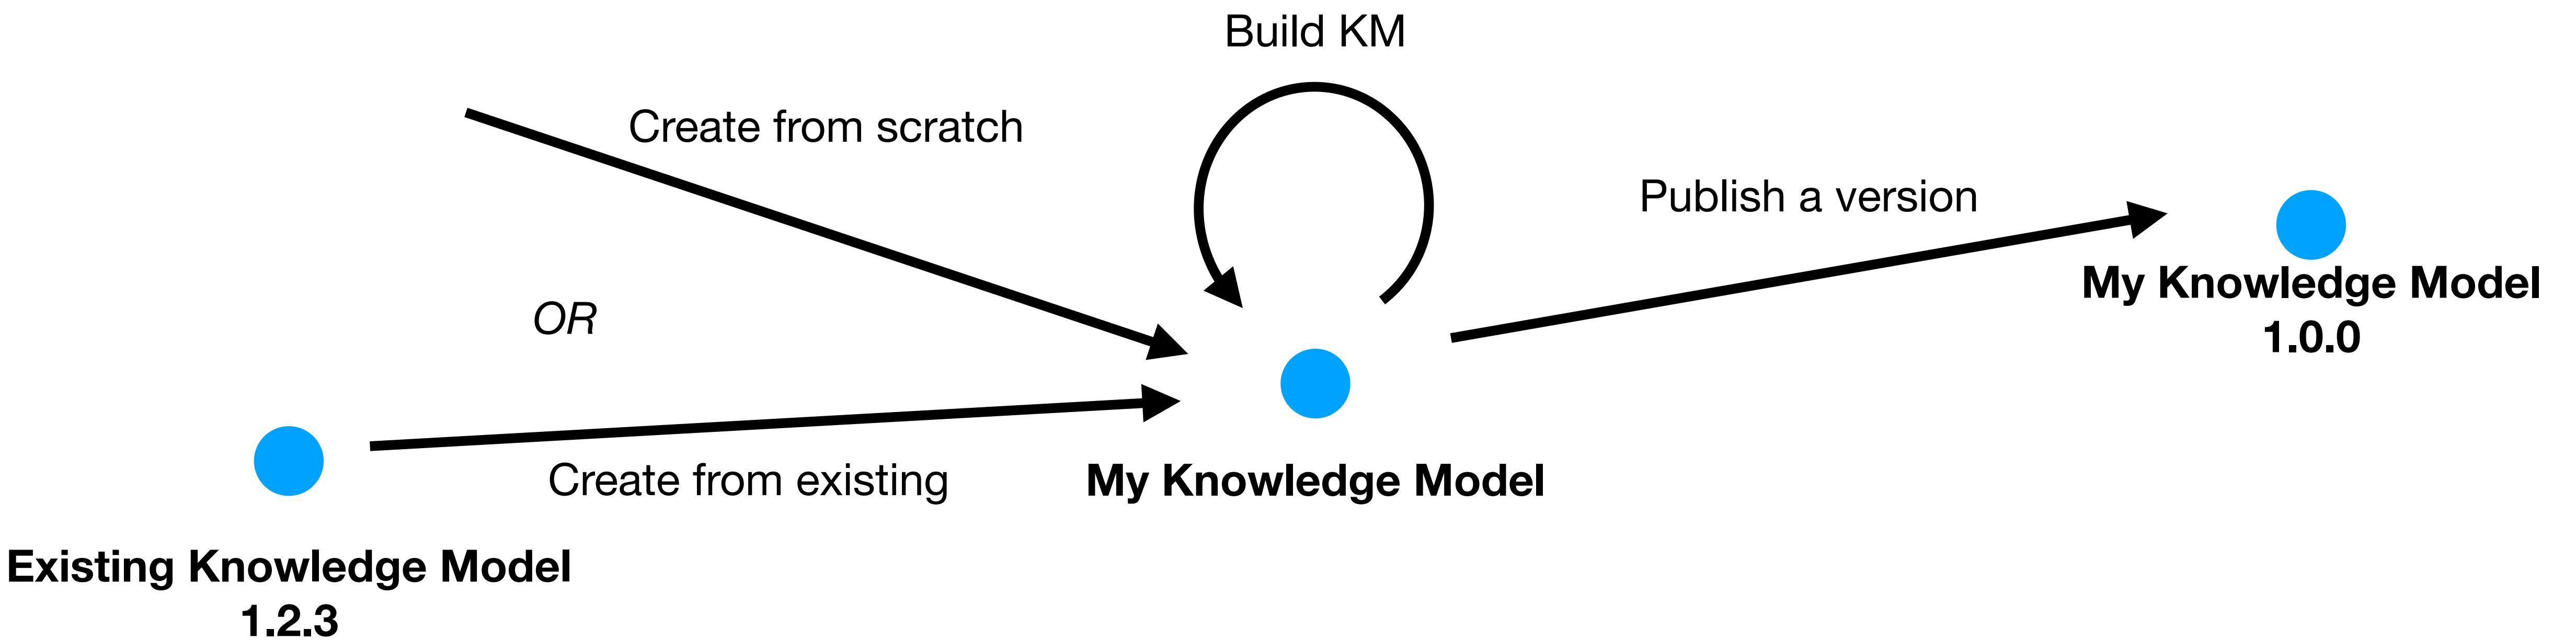 Build KM
Create from scratch
Publish a version
My Knowledge Model
1.0.0
OR
Create from existing
My Knowledge Model
Existing Knowledge Model
1.2.3